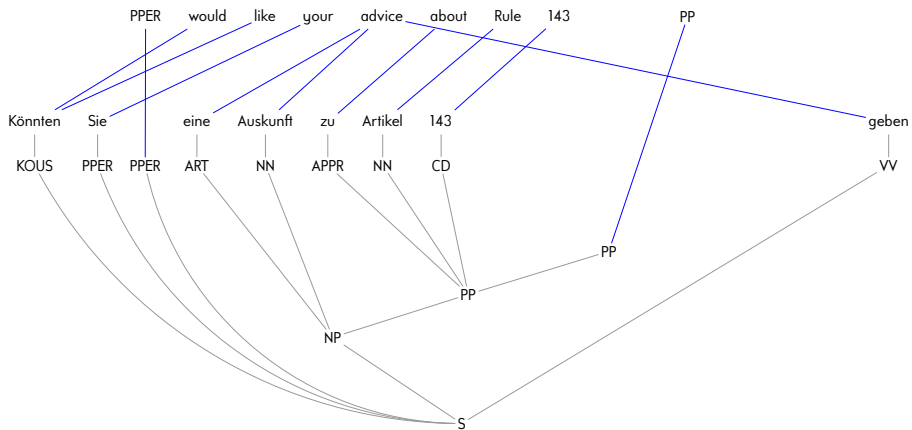 PPER would like your advice about Rule 143 PP
Könnten Sie eine Auskunft zu Artikel 143 geben
KOUS PPER PPER ART NN APPR NN CD VV
PP
PP
NP
S